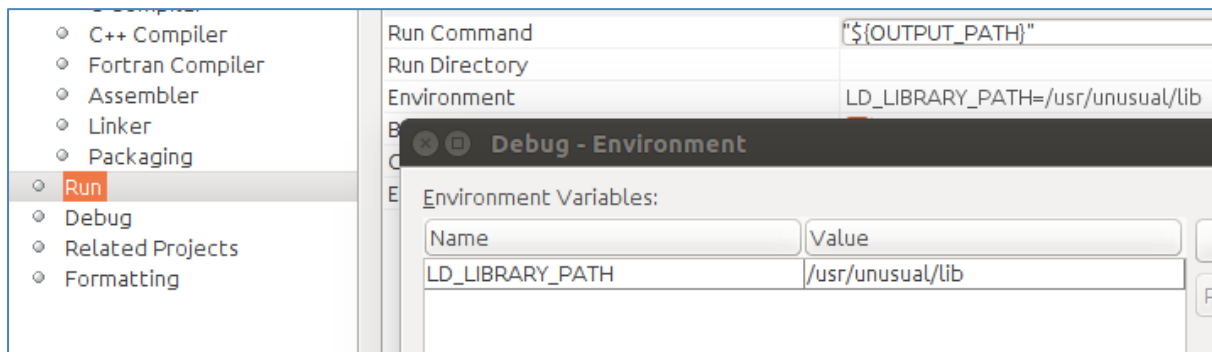 C++ Compiler
Fortran Compiler
Assembler
Linker
Packaging
Run
Debug
Related Projects
Formatting
Run Command "${OUTPUT_PATH}"
Run Directory
Environment LD_LIBRARY_PATH=/usr/unusual/lib
B
C
E
Debug - Environment
Environment Variables:
Name Value
LD_LIBRARY_PATH /usr/unusual/lib